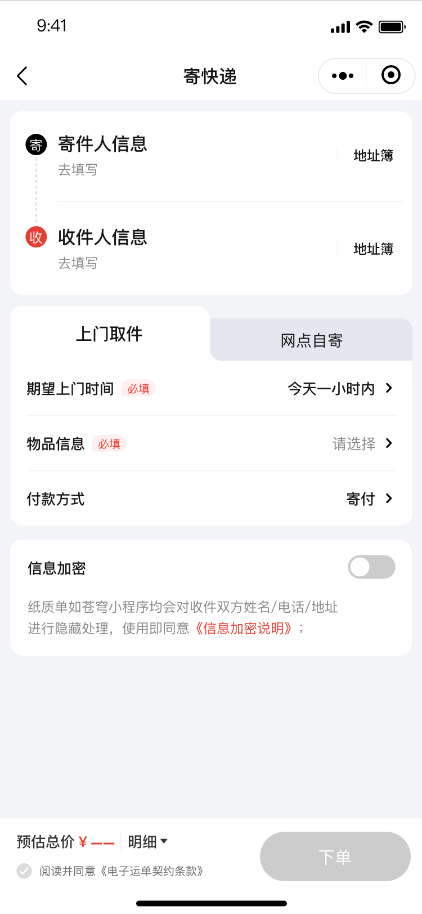 9:41
寄快递
寄 寄件人信息
去填写
地址簿
收 收件人信息
去填写
地址簿
上门取件 网点自寄
期望上门时间 必填 今天一小时内
物品信息 必填 请选择
付款方式 寄付
信息加密
纸质单如苍穹小程序均会对收件双方姓名/电话/地址
进行隐藏处理，使用即同意《信息加密说明》；
预估总价 ¥ —— 明细
阅读并同意《电子运单契约条款》
下单